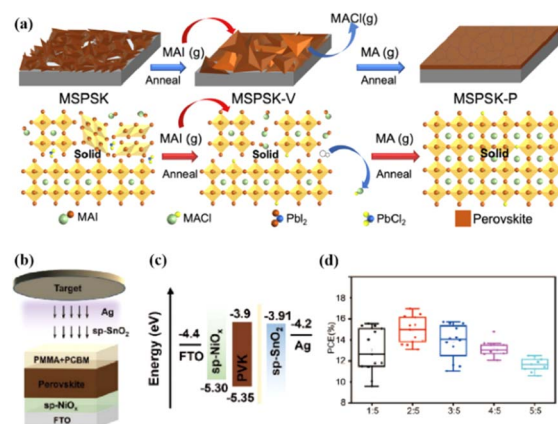 (a)
MACl(g)
MAI (g)
Anneal
MA (g)
Anneal
MSPSK
MSPSK-V
MSPSK-P
Solid
MAI (g)
Anneal
Solid
MA (g)
Anneal
Solid
MAI
MACl
PbI₂
PbCl₂
Perovskite
(b)
Target
Ag
sp-SnO₂
PMMA+PCBM
Perovskite
sp-NiOₓ
FTO
(c)
Energy (eV)
-4.4
FTO
sp-NiOₓ
-5.30
-3.9
PVK
-5.35
-3.91
sp-SnO₂
-4.2
Ag
(d)
PCE(%)
18
16
14
12
10
8
1:5
2:5
3:5
4:5
5:5